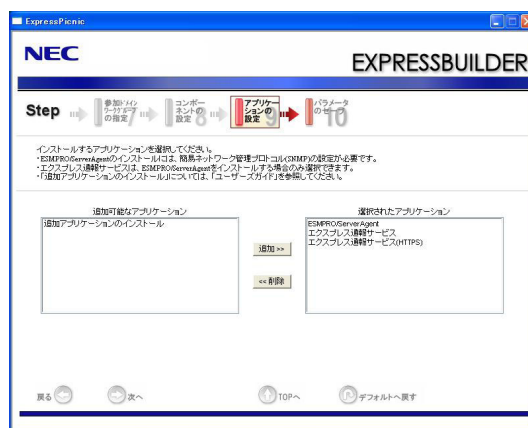 ExpressPicnic
NEC
EXPRESSBUILDER
Step
参加ドメイン
ワークグループ
の指定 7
コンポー
ネントの
設定 8
アプリケー
ションの
設定 9
パラメータ
のセーブ
10
インストールするアプリケーションを選択してください。
・ESMPRO/ServerAgentのインストールには、簡易ネットワーク管理プロトコル(SNMP)の設定が必要です。
・エクスプレス通報サービスは、ESMPRO/ServerAgentをインストールする場合のみ選択できます。
・「追加アプリケーションのインストール」については、「ユーザーズガイド」を参照してください。
追加可能なアプリケーション
選択されたアプリケーション
追加アプリケーションのインストール
ESMPRO/ServerAgent
エクスプレス通報サービス
エクスプレス通報サービス(HTTPS)
追加 >>
<< 削除
戻る
次へ
TOPへ
デフォルトへ戻す